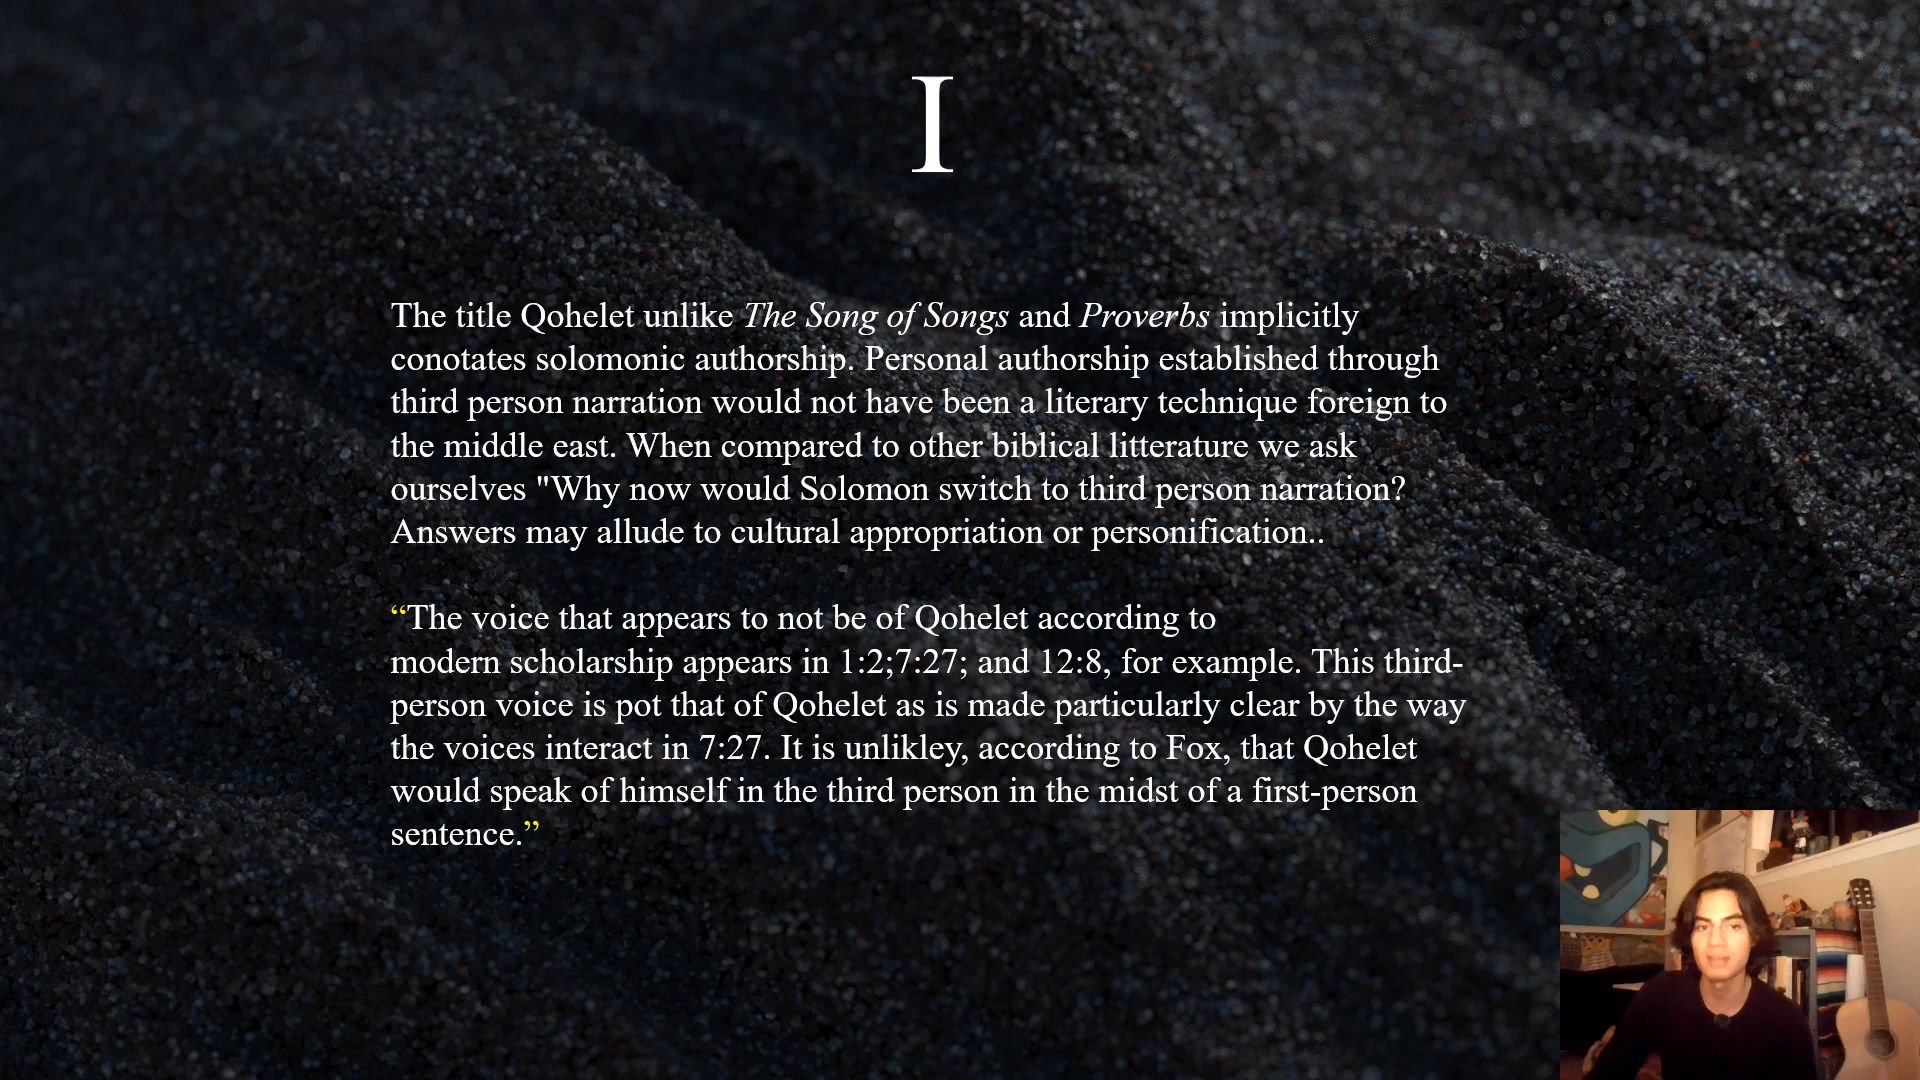 I
The title Qohelet unlike The Song of Songs and Proverbs implicitly
conotates solomonic authorship. Personal authorship established through
third person narration would not have been a literary technique foreign to
the middle east. When compared to other biblical litterature we ask
ourselves "Why now would Solomon switch to third person narration?
Answers may allude to cultural appropriation or personification..
“The voice that appears to not be of Qohelet according to
modern scholarship appears in 1:2;7:27; and 12:8, for example. This third-
person voice is pot that of Qohelet as is made particularly clear by the way
the voices interact in 7:27. It is unlikley, according to Fox, that Qohelet
would speak of himself in the third person in the midst of a first-person
sentence.”